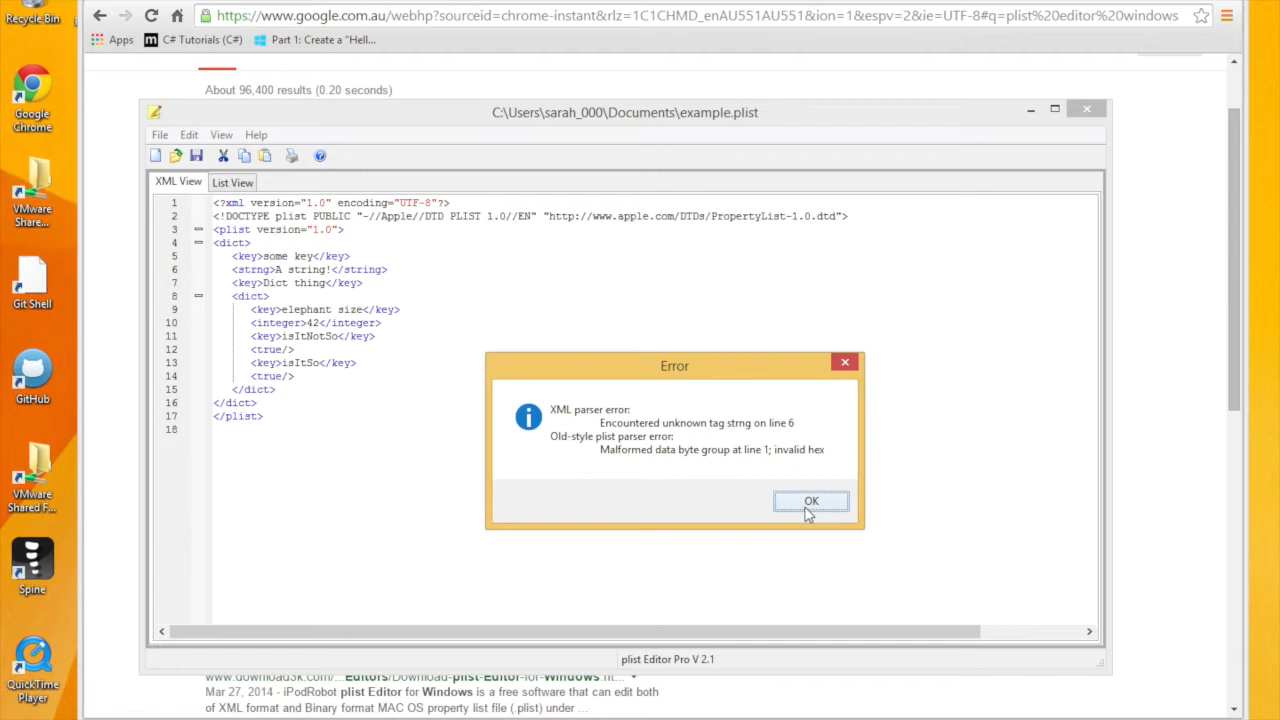 Recycle Bin
https://www.google.com.au/webhp?sourceid=chrome-instant&rlz=1C1CHMD_enAU551AU551&ion=1&espv=2&ie=UTF-8#q=plist%20editor%20windows
Apps
C# Tutorials (C#)
Part 1: Create a "Hell...
About 96,400 results (0.20 seconds)
C:\Users\sarah_000\Documents\example.plist
File Edit View Help
XML View List View
1 <?xml version="1.0" encoding="UTF-8"?>
2 <!DOCTYPE plist PUBLIC "-//Apple//DTD PLIST 1.0//EN" "http://www.apple.com/DTDs/PropertyList-1.0.dtd">
3 <plist version="1.0">
4 <dict>
5 <key>some key</key>
6 <strng>A string!</string>
7 <key>Dict thing</key>
8 <dict>
9 <key>elephant size</key>
10 <integer>42</integer>
11 <key>isItNotSo</key>
12 <true/>
13 <key>isItSo</key>
14 <true/>
15 </dict>
16 </dict>
17 </plist>
18
Error
XML parser error:
Encountered unknown tag strng on line 6
Old-style plist parser error:
Malformed data byte group at line 1; invalid hex
OK
plist Editor Pro V 2.1
Mar 27, 2014 - iPodRobot plist Editor for Windows is a free software that can edit both
of XML format and Binary format MAC OS property list file (.plist) under ...
Google
Chrome
VMware
Share...
Git Shell
GitHub
VMware
Shared F...
Spine
QuickTime
Player